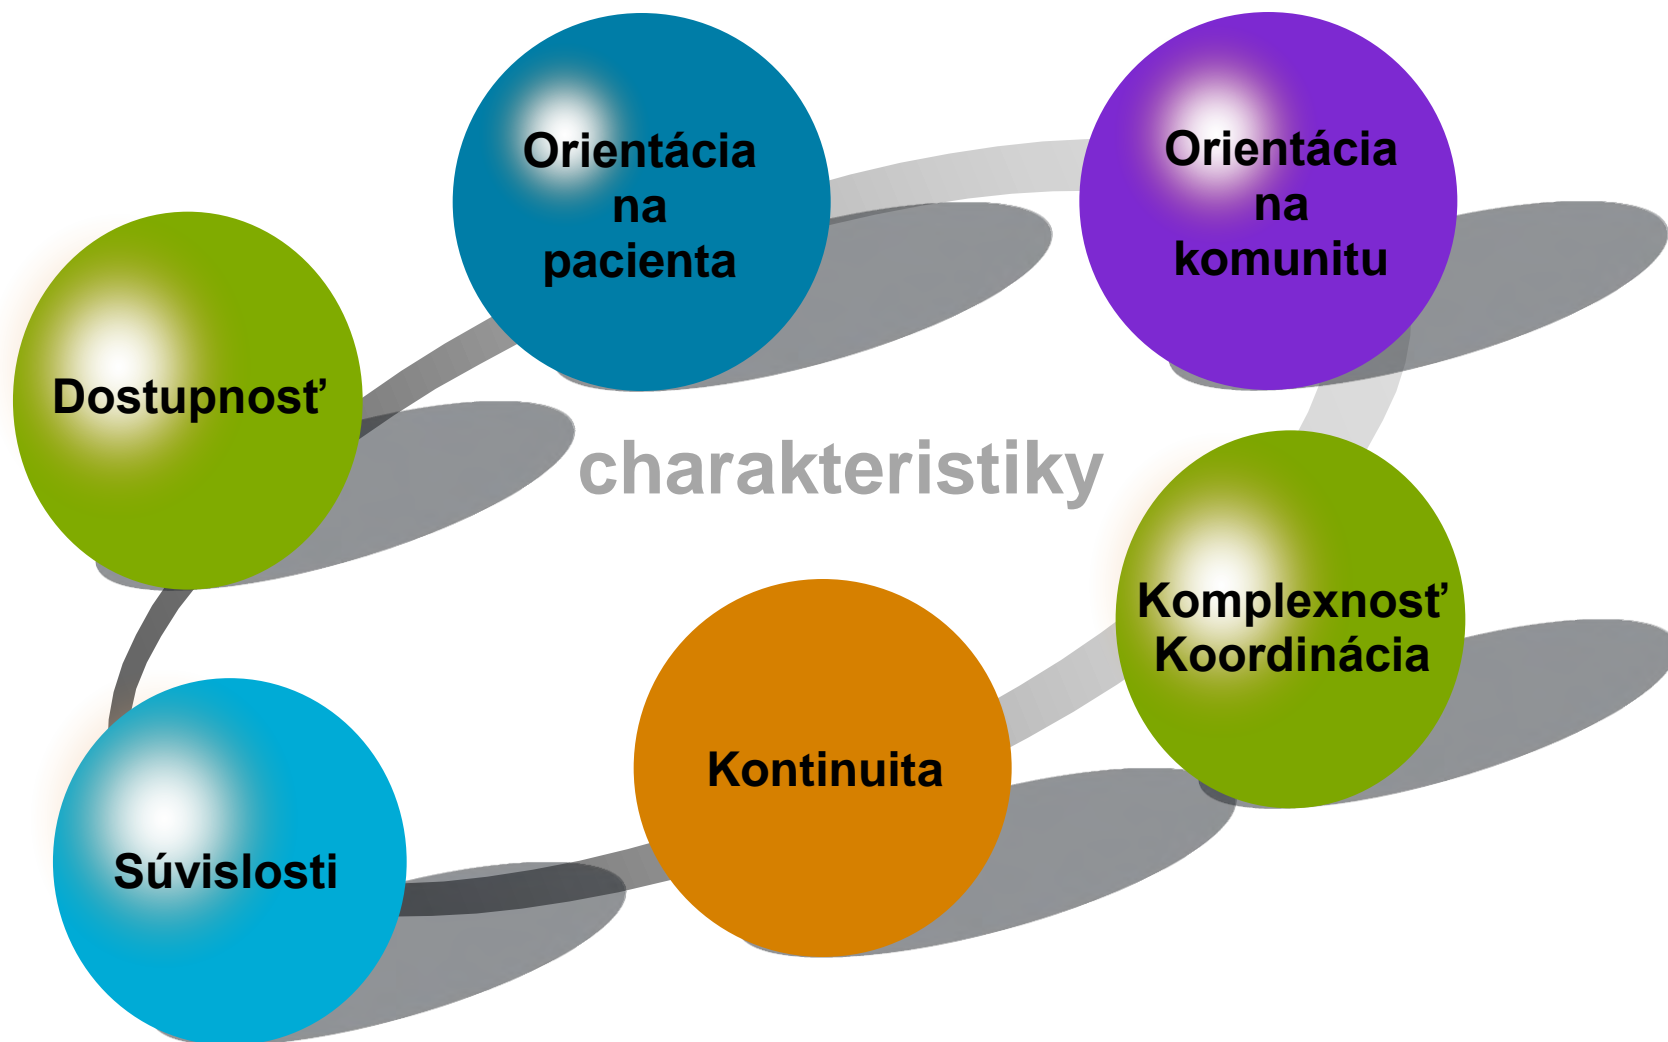 Orientácia
na
pacienta
Orientácia
na
komunitu
Dostupnosť
charakteristiky
Komplexnosť
Koordinácia
Kontinuita
Súvislosti